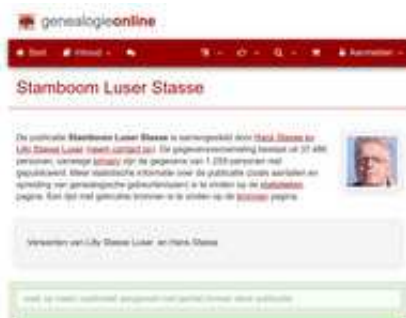 genealogieonline
Start Inhoud Aanmelden
Stamboom Luser Stasse
De publicatie Stamboom Luser Stasse is samengesteld door Hans Stasse en
Lilly Stasse Luser (neem contact op). De gegevensverzameling bestaat uit 37.486
personen, vanwege privacy zijn de gegevens van 1.259 personen niet
gepubliceerd. Meer statistische informatie over de publicatie (zoals aantallen en
spreiding van genealogische gebeurtenissen) is te vinden op de statistieken
pagina. Een lijst met gebruikte bronnen is te vinden op de bronnen pagina.
Verwanten van Lilly Stasse Luser en Hans Stasse